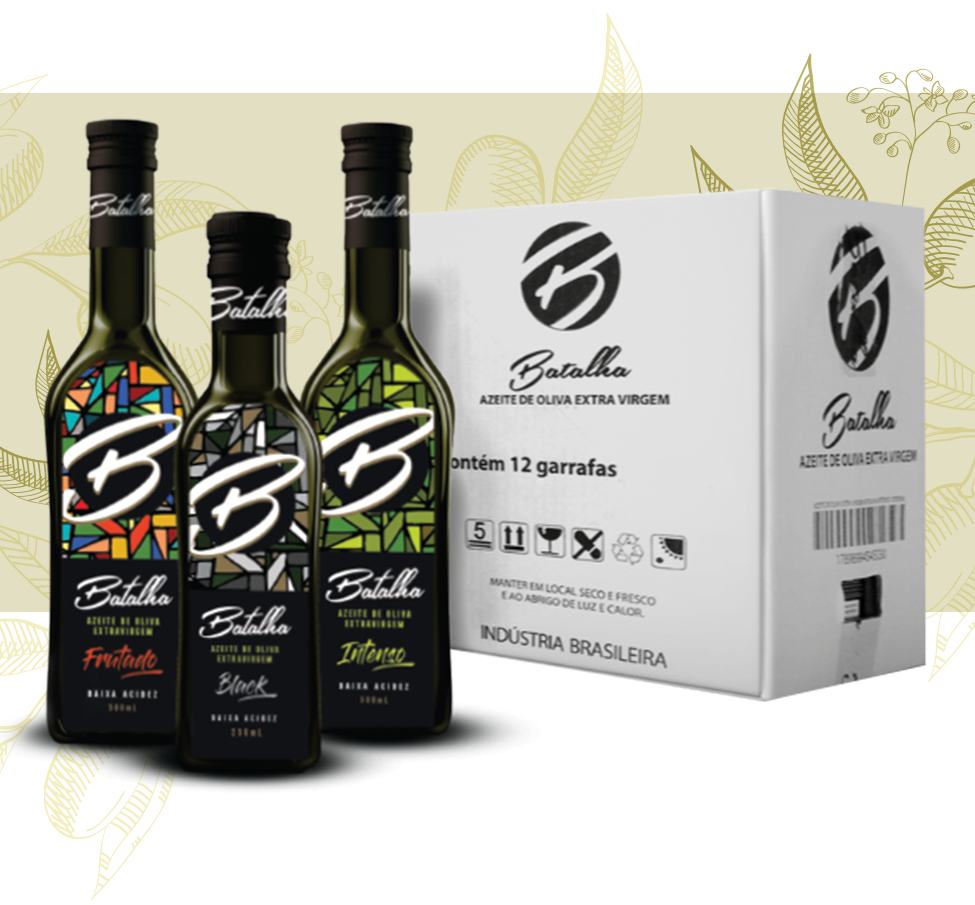 Batalha
Batalha
Batalha
B
Batalha
AZEITE DE OLIVA
EXTRAVIRGEM
Frutado
BAIXA ACIDEZ
500mL
B
Batalha
AZEITE DE OLIVA
EXTRAVIRGEM
Black
BAIXA ACIDEZ
250mL
B
Batalha
AZEITE DE OLIVA
EXTRAVIRGEM
Intenso
BAIXA ACIDEZ
500mL
B
Batalha
AZEITE DE OLIVA EXTRA VIRGEM
ontém 12 garrafas
5
MANTER EM LOCAL SECO E FRESCO
E AO ABRIGO DE LUZ E CALOR.
INDÚSTRIA BRASILEIRA
B
Batalha
AZEITE DE OLIVA EXTRA VIRGEM